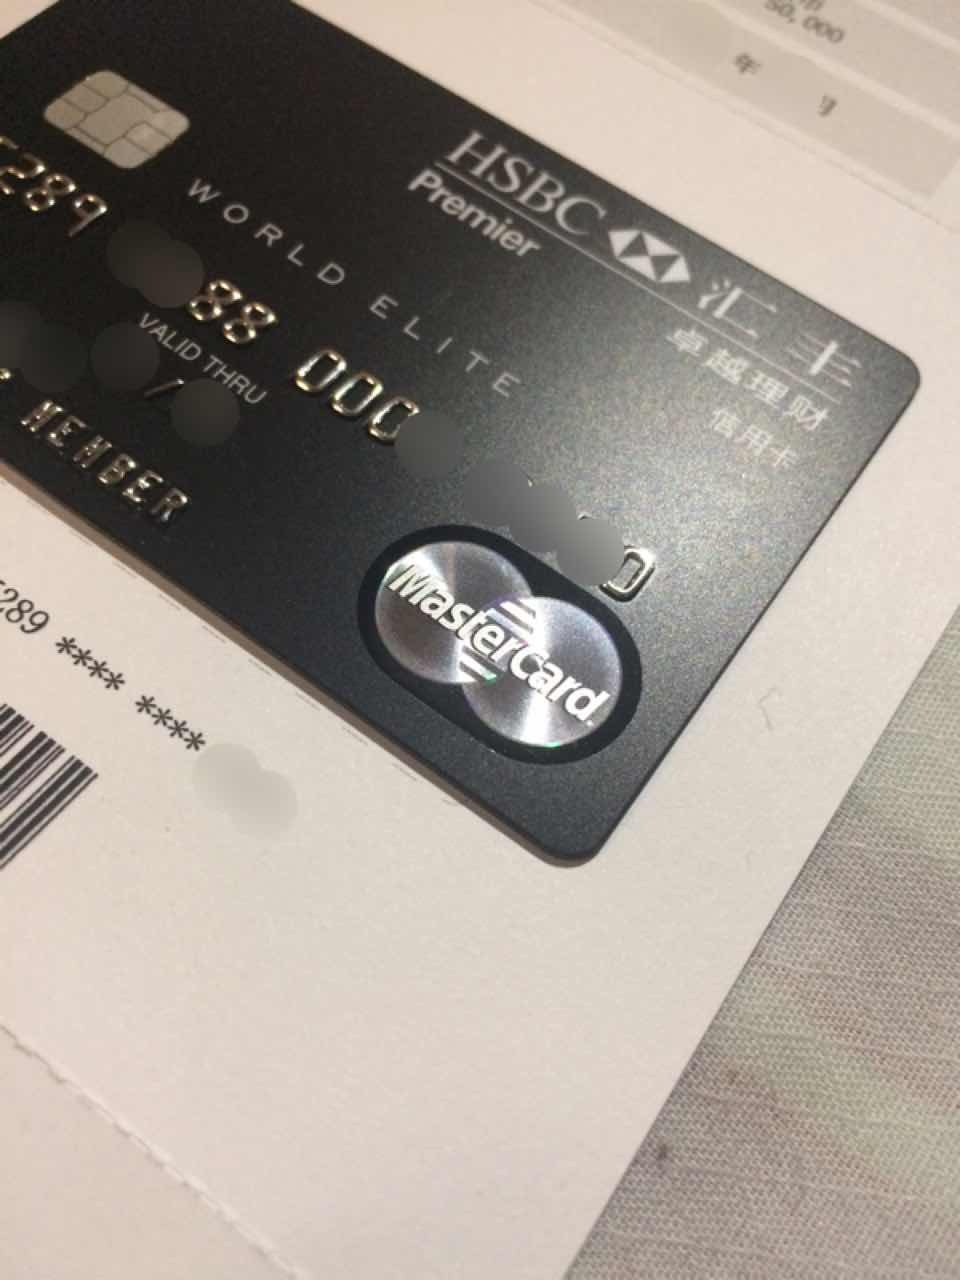 50,000
年
HSBC 汇丰
Premier
卓越理财
信用卡
WORLD ELITE
5289
88 000
0
VALID THRU
/
MEMBER
MasterCard
5289 **** ****